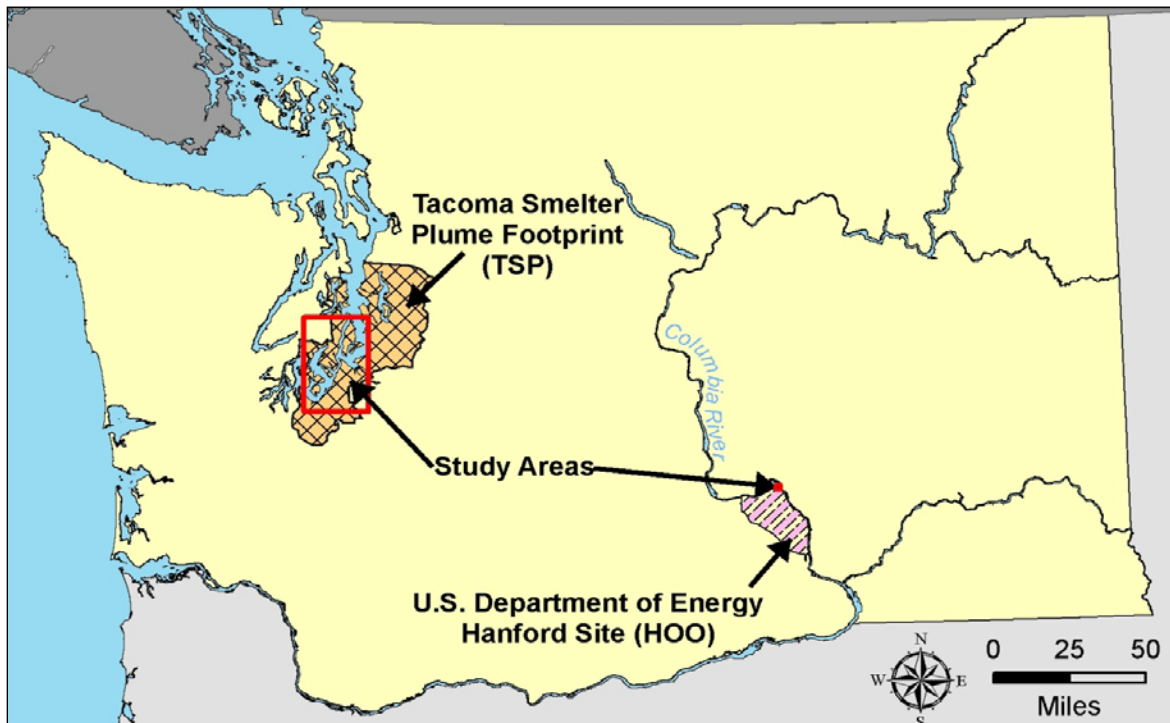 Tacoma Smelter
Plume Footprint
(TSP)
Columbia River
Study Areas
U.S. Department of Energy
Hanford Site (HOO)
N
W
E
S
0 25 50
Miles